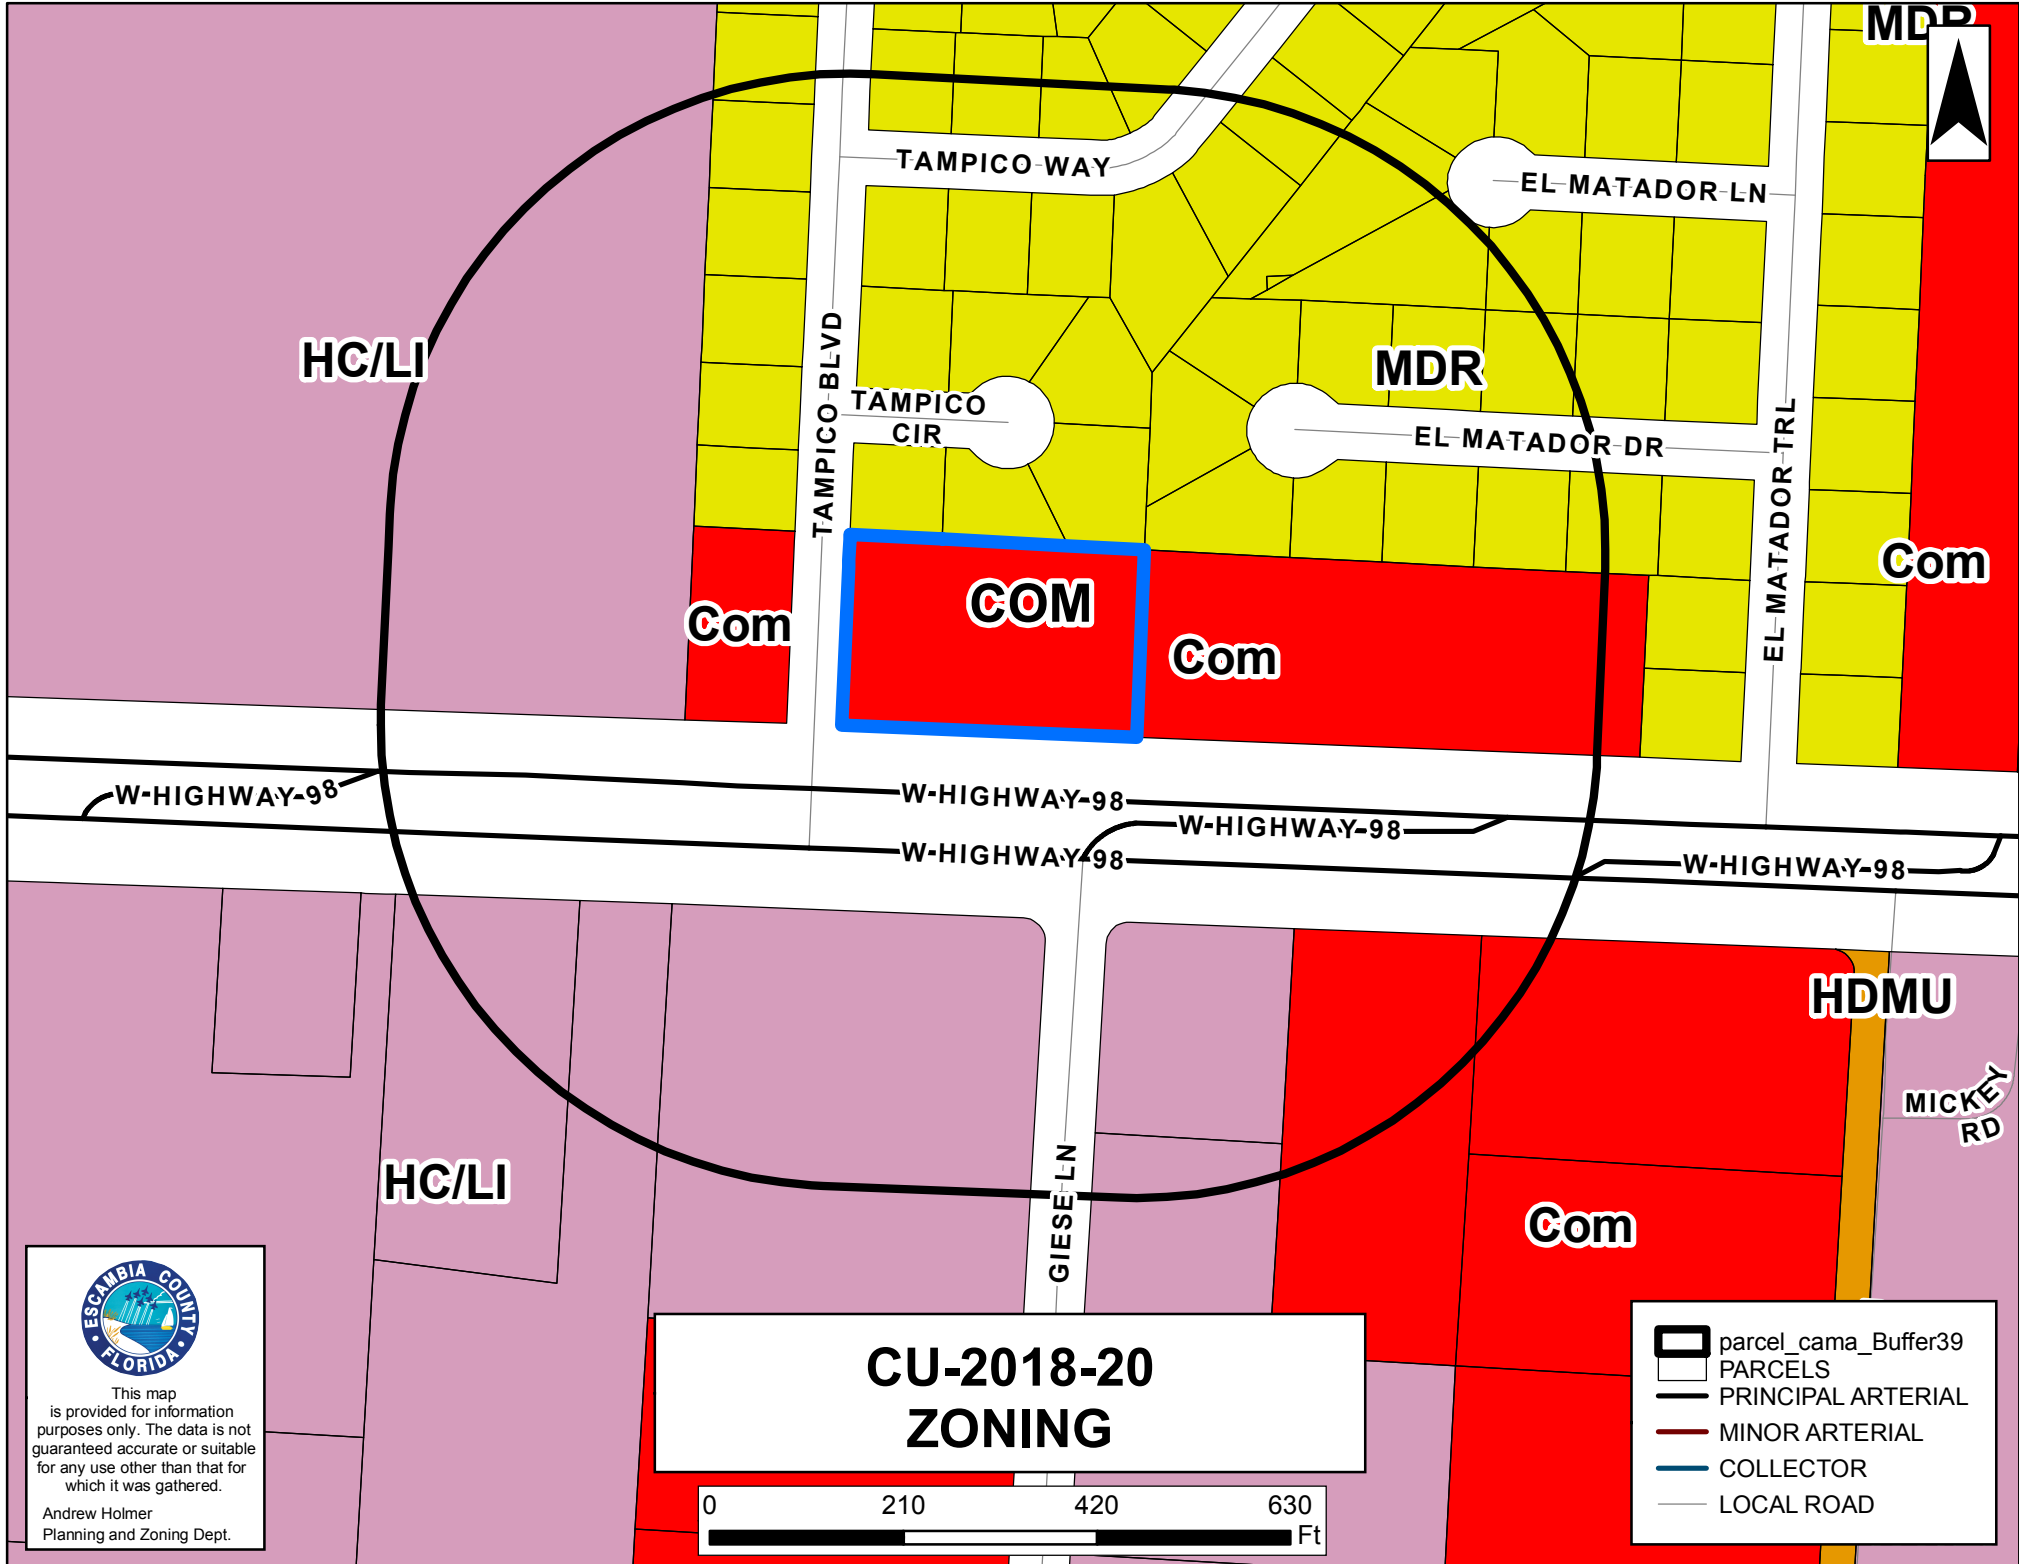 MDR
TAMPICO WAY
EL MATADOR LN
HC/LI
TAMPICO BLVD
MDR
TAMPICO
CIR
EL MATADOR DR
EL MATADOR TRL
Com
COM
Com
Com
W-HIGHWAY-98
W-HIGHWAY-98
W-HIGHWAY-98
W-HIGHWAY-98
W-HIGHWAY-98
HDMU
MICKEY
RD
HC/LI
GIESE LN
Com
ESCAMBIA COUNTY
FLORIDA
This map
is provided for information
purposes only. The data is not
guaranteed accurate or suitable
for any use other than that for
which it was gathered.
Andrew Holmer
Planning and Zoning Dept.
CU-2018-20
ZONING
0 210 420 630
Ft
parcel_cama_Buffer39
PARCELS
PRINCIPAL ARTERIAL
MINOR ARTERIAL
COLLECTOR
LOCAL ROAD